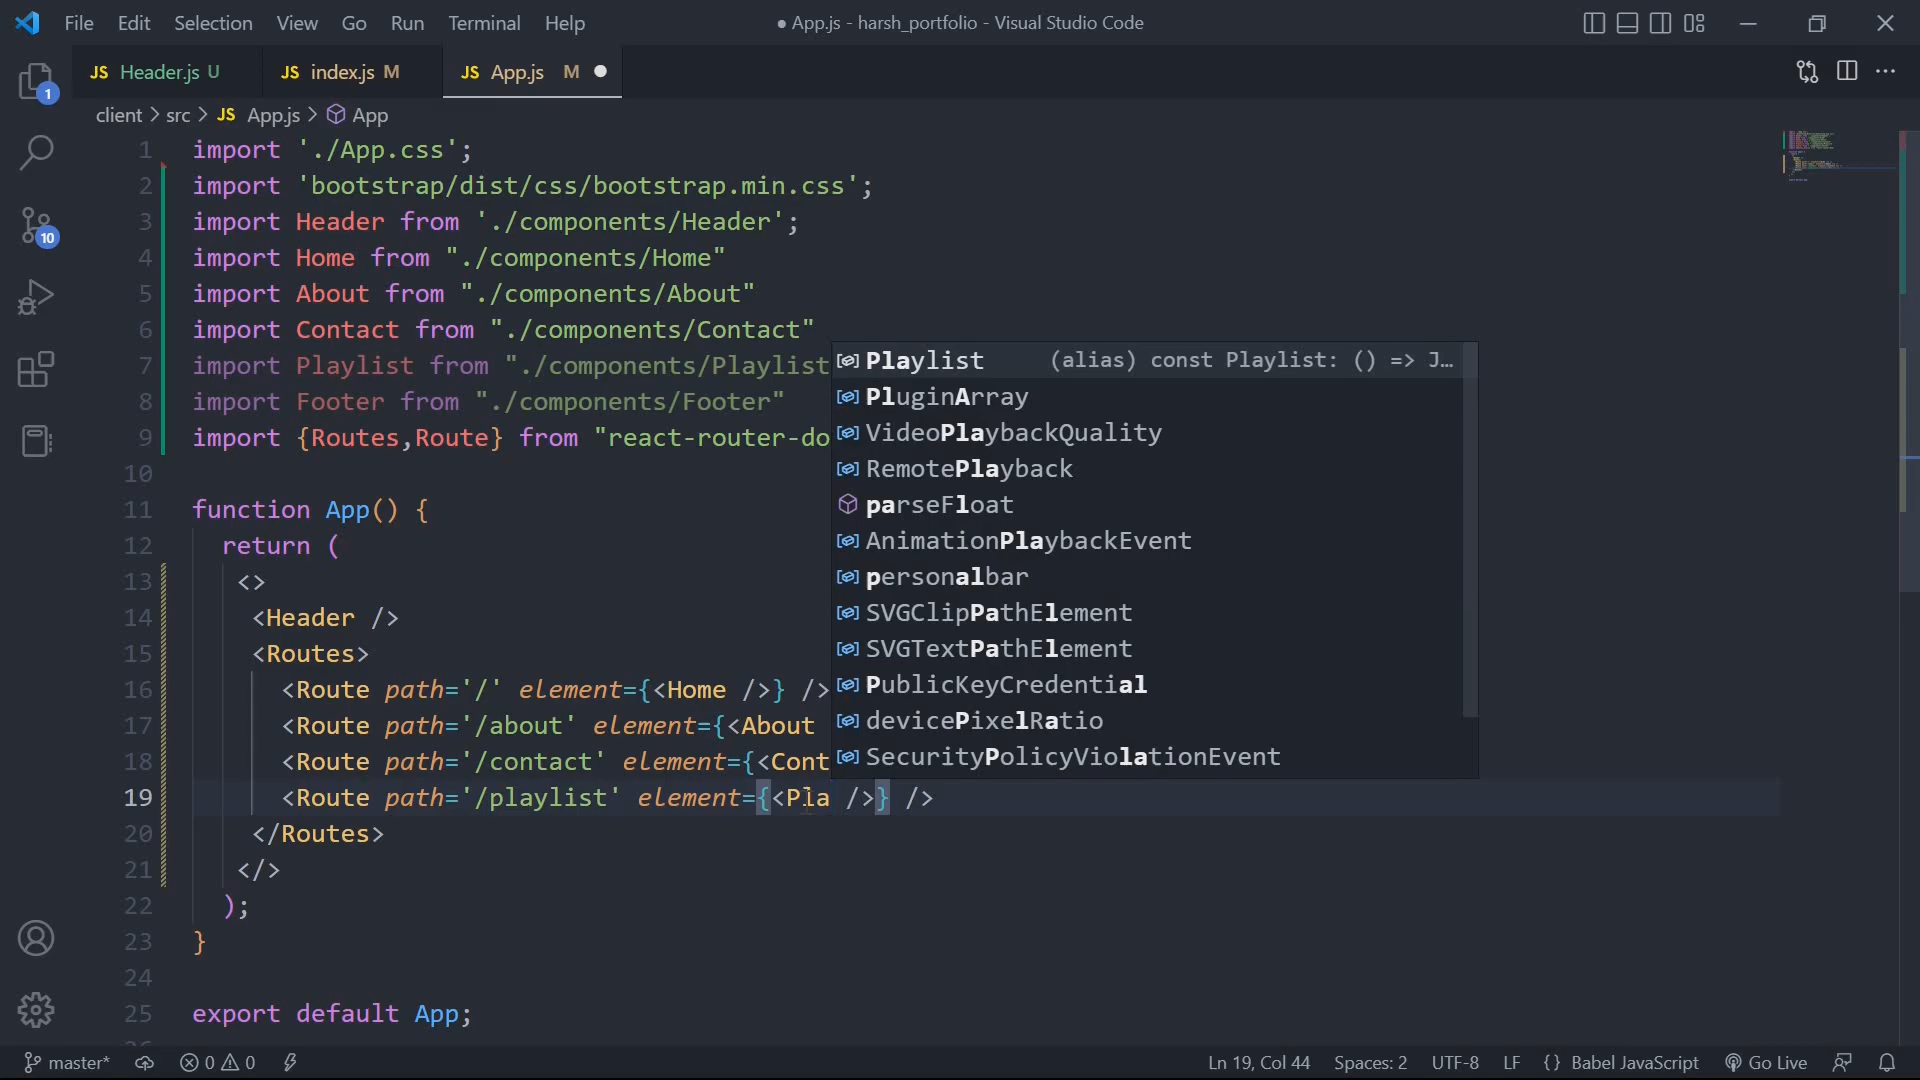 File Edit Selection View Go Run Terminal Help
● App.js - harsh_portfolio - Visual Studio Code
JS Header.js U
JS index.js M
JS App.js M
client > src > JS App.js > App
1 import './App.css';
2 import 'bootstrap/dist/css/bootstrap.min.css';
3 import Header from './components/Header';
4 import Home from "./components/Home"
5 import About from "./components/About"
6 import Contact from "./components/Contact"
7 import Playlist from "./components/Playlist
8 import Footer from "./components/Footer"
9 import {Routes,Route} from "react-router-do
10
11 function App() {
12 return (
13 <>
14 <Header />
15 <Routes>
16 <Route path='/' element={<Home />} />
17 <Route path='/about' element={<About
18 <Route path='/contact' element={<Cont
19 <Route path='/playlist' element={<Pla />} />
20 </Routes>
21 </>
22 );
23 }
24
25 export default App;
Playlist (alias) const Playlist: () => J…
PluginArray
VideoPlaybackQuality
RemotePlayback
parseFloat
AnimationPlaybackEvent
personalbar
SVGClipPathElement
SVGTextPathElement
PublicKeyCredential
devicePixelRatio
SecurityPolicyViolationEvent
1
10
master* 0 0 Ln 19, Col 44 Spaces: 2 UTF-8 LF {} Babel JavaScript Go Live